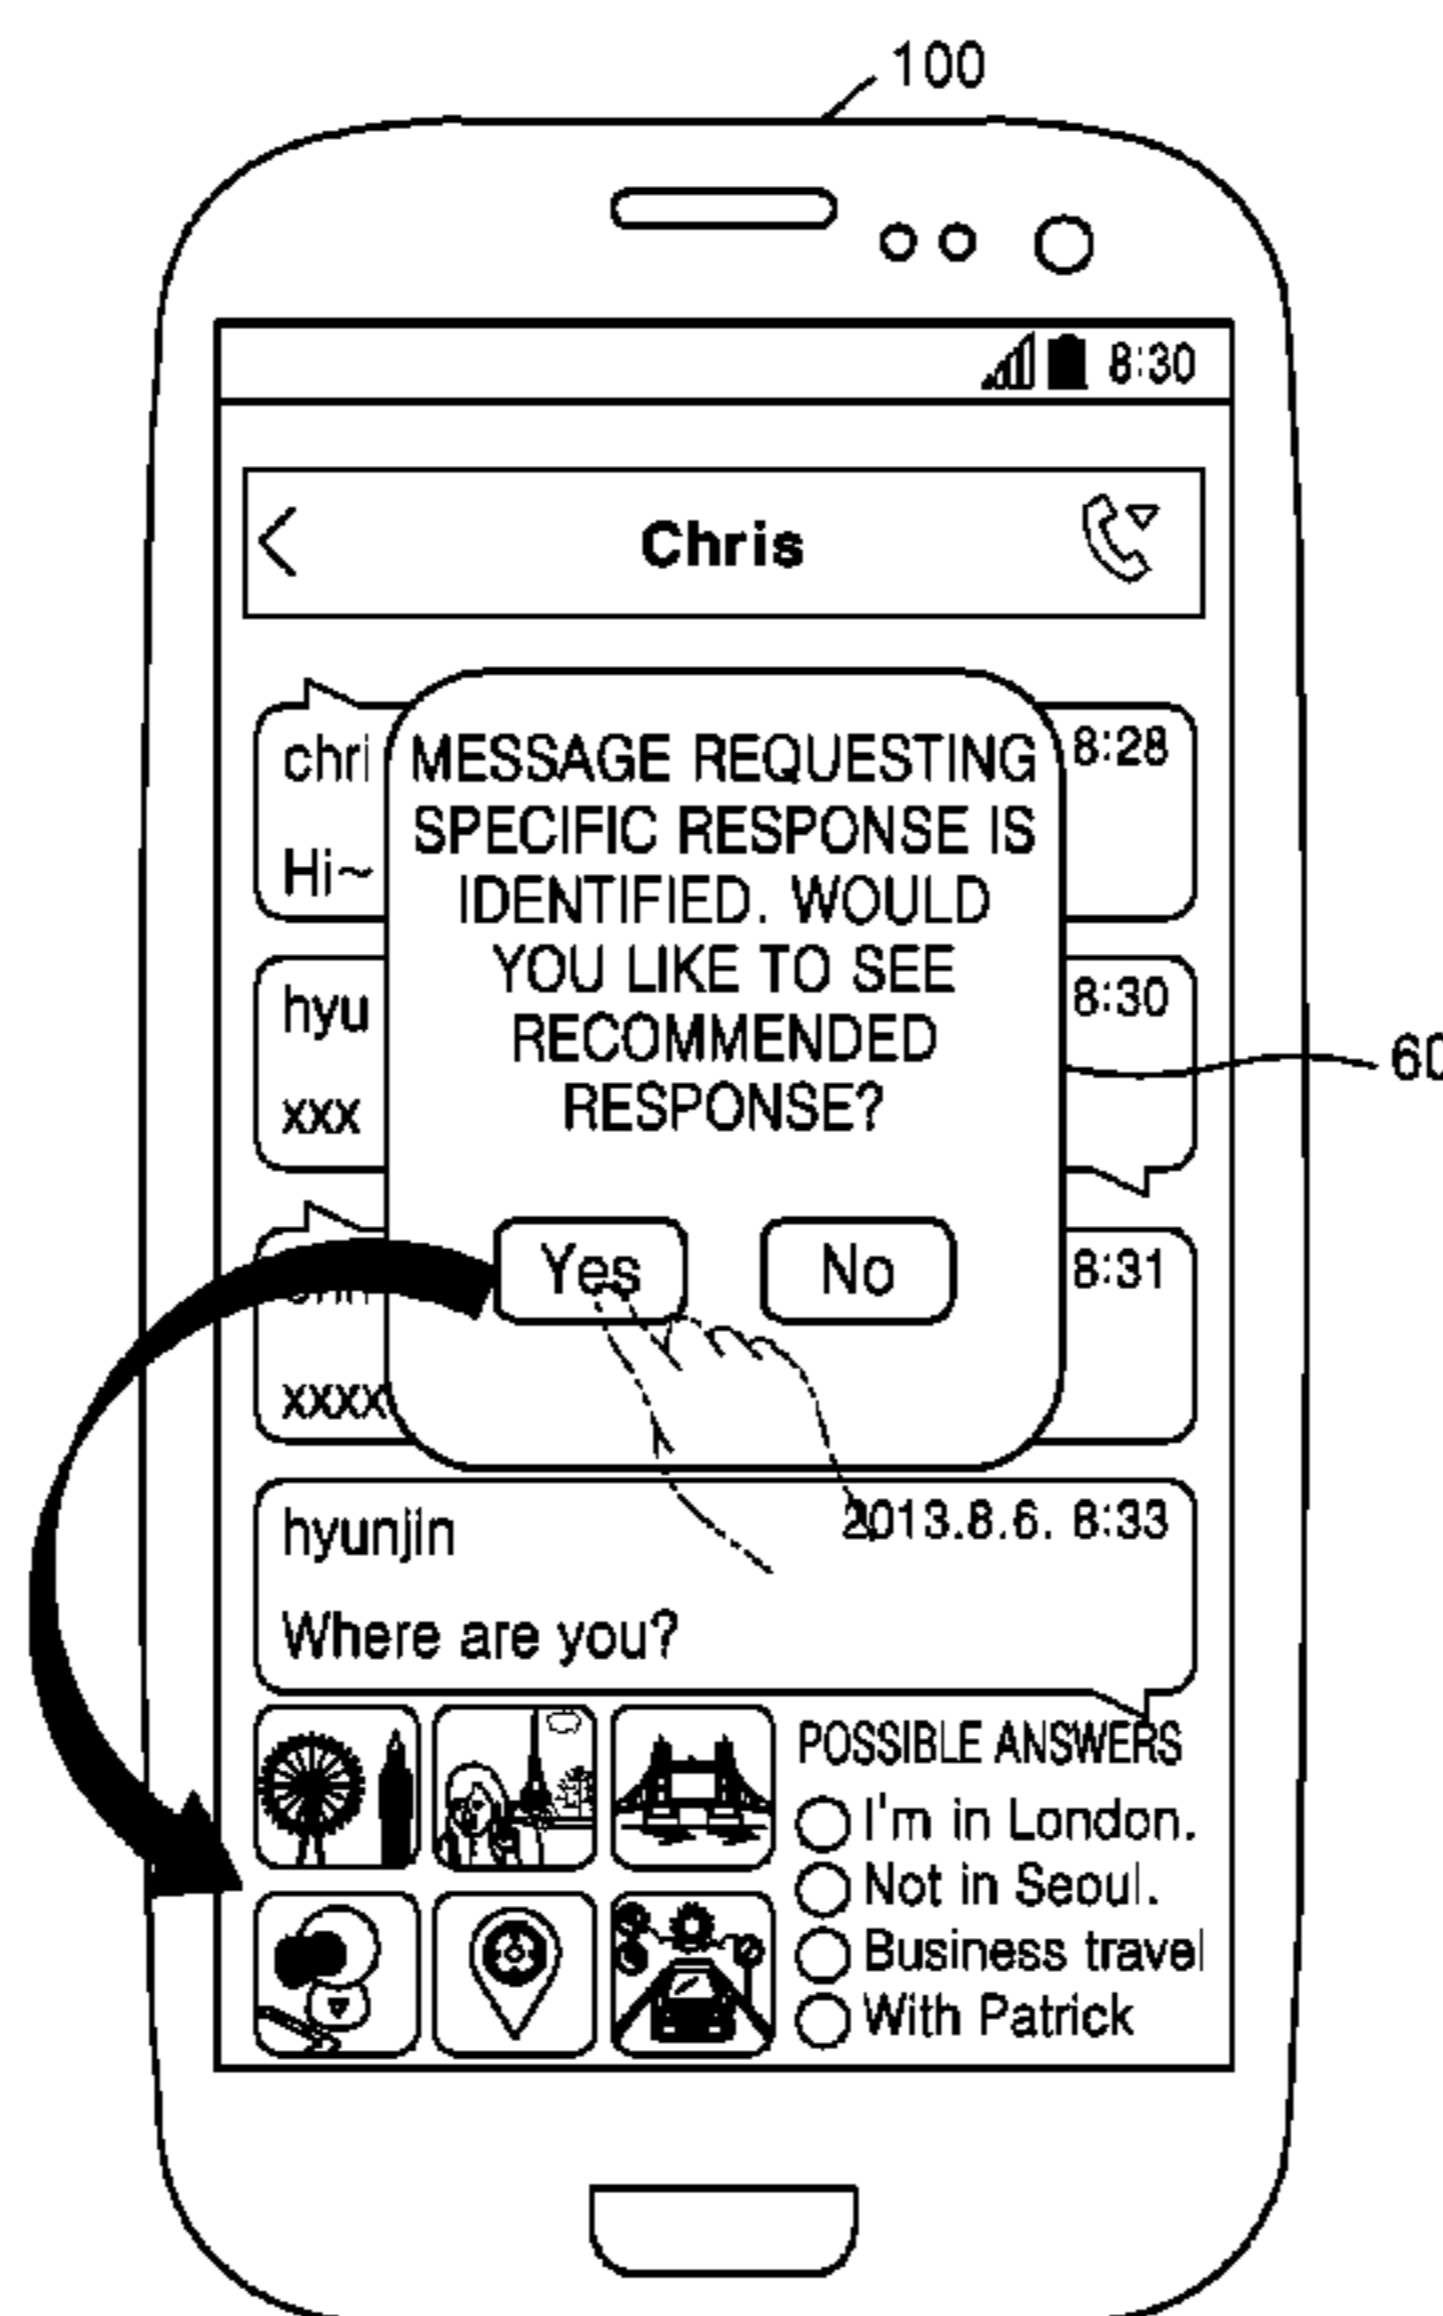 100
8:30
Chris
chri
8:28
MESSAGE REQUESTING
SPECIFIC RESPONSE IS
IDENTIFIED. WOULD
YOU LIKE TO SEE
RECOMMENDED
RESPONSE?
Hi~
hyu
8:30
xxx
60
Yes
No
8:31
xxxx
hyunjin
2013.8.6. 8:33
Where are you?
POSSIBLE ANSWERS
I'm in London.
Not in Seoul.
Business travel
With Patrick